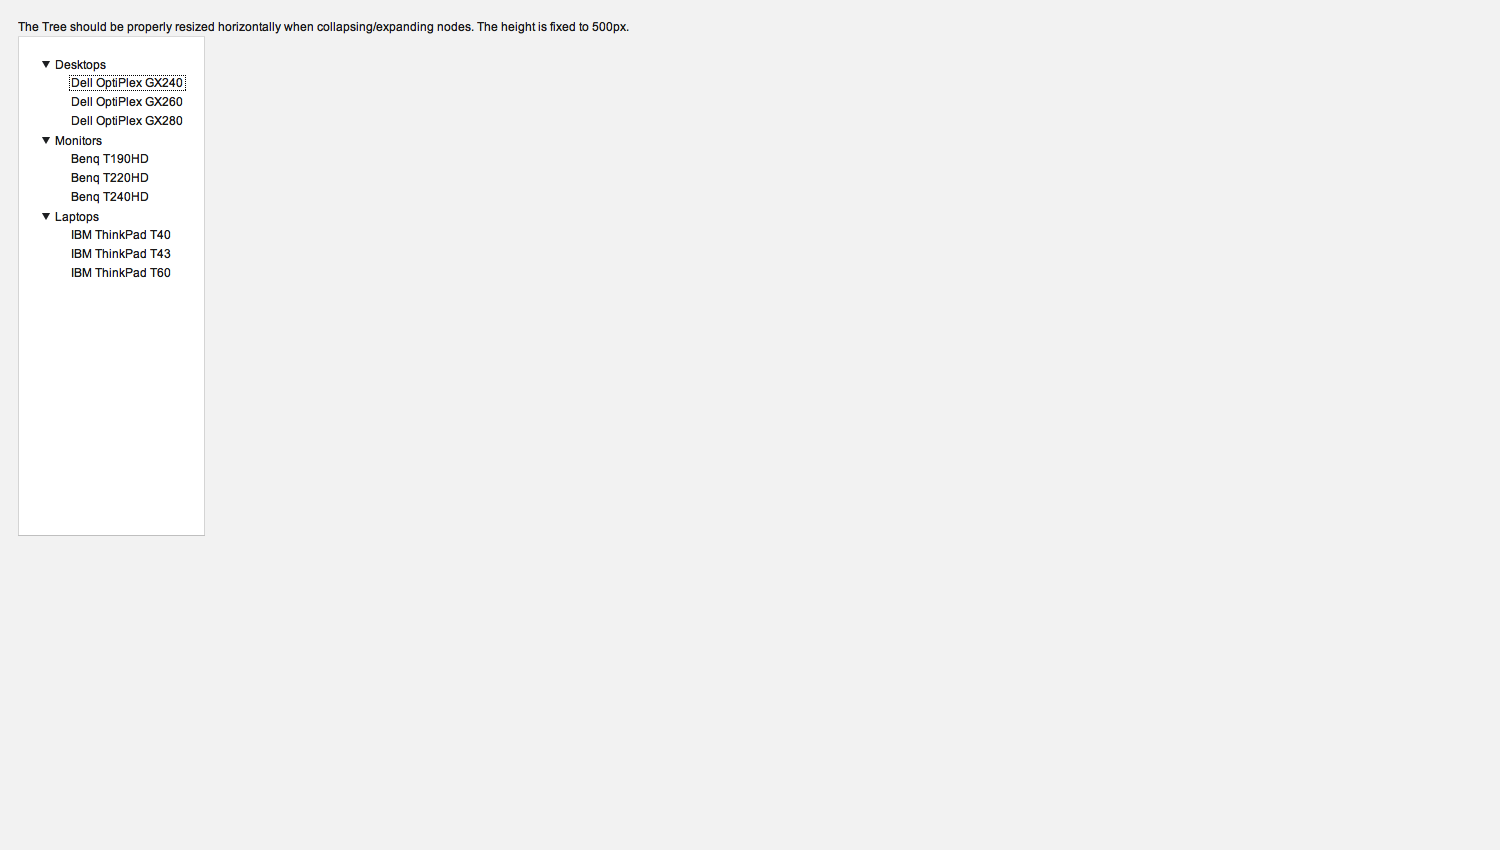 The Tree should be properly resized horizontally when collapsing/expanding nodes. The height is fixed to 500px.
Desktops
Dell OptiPlex GX240
Dell OptiPlex GX260
Dell OptiPlex GX280
Monitors
Benq T190HD
Benq T220HD
Benq T240HD
Laptops
IBM ThinkPad T40
IBM ThinkPad T43
IBM ThinkPad T60